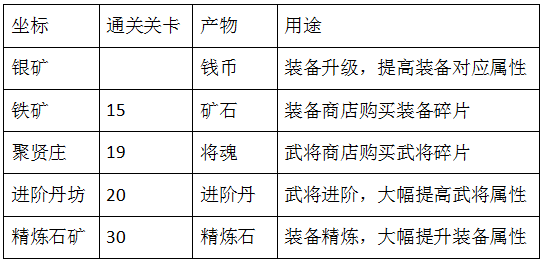 坐标 通关关卡 产物 用途
银矿 钱币 装备升级，提高装备对应属性
铁矿 15 矿石 装备商店购买装备碎片
聚贤庄 19 将魂 武将商店购买武将碎片
进阶丹坊 20 进阶丹 武将进阶，大幅提高武将属性
精炼石矿 30 精炼石 装备精炼，大幅提升装备属性